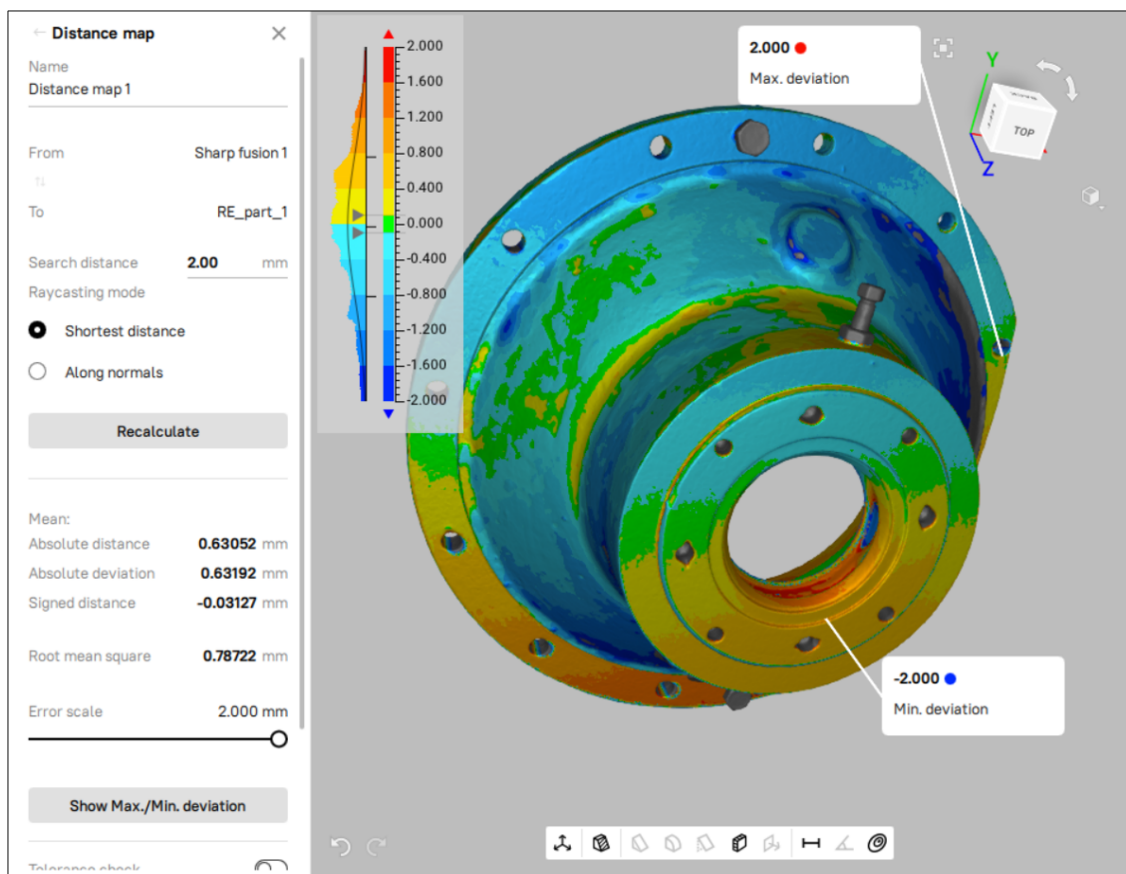 Distance map
Name
Distance map 1
From
Sharp fusion 1
To
RE_part_1
Search distance 2.00 mm
Raycasting mode
Shortest distance
Along normals
Recalculate
Mean:
Absolute distance 0.63052 mm
Absolute deviation 0.63192 mm
Signed distance -0.03127 mm
Root mean square 0.78722 mm
Error scale 2.000 mm
Show Max./Min. deviation
Tolerance check
2.000
1.600
1.200
0.800
0.400
0.000
-0.400
-0.800
-1.200
-1.600
-2.000
2.000
Max. deviation
Y
LEFT
TOP
Z
-2.000
Min. deviation